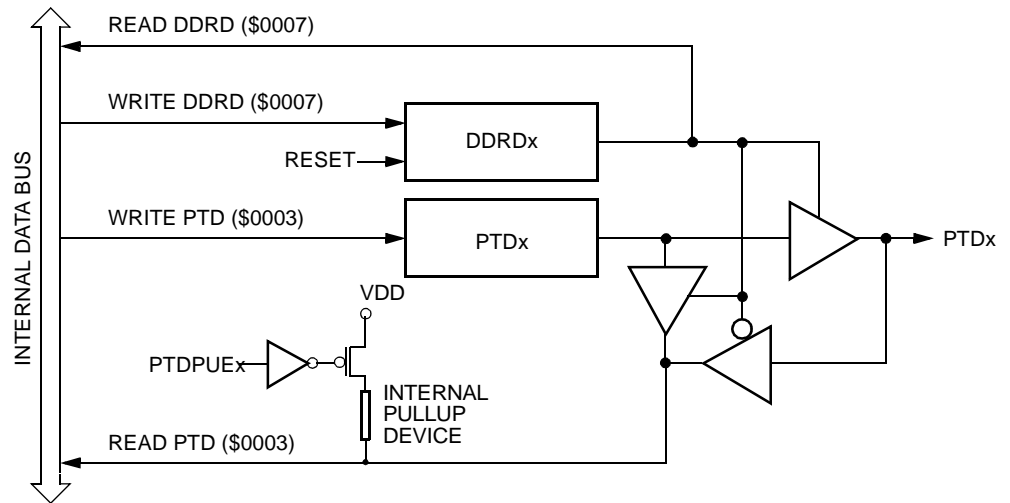 READ DDRD ($0007)
WRITE DDRD ($0007)
DDRDx
RESET
WRITE PTD ($0003)
PTDx
PTDx
VDD
PTDPUEx
INTERNAL
PULLUP
DEVICE
READ PTD ($0003)
INTERNAL DATA BUS